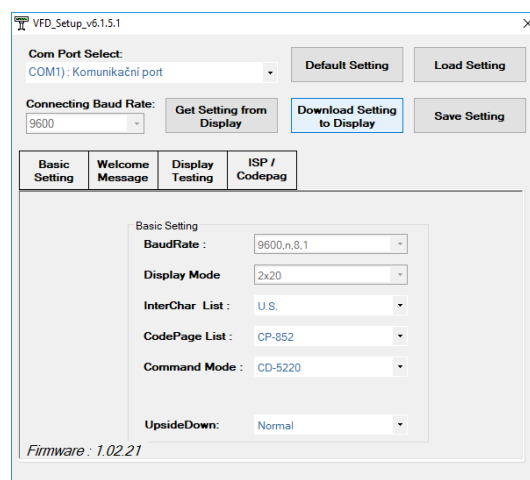 VFD_Setup_v6.1.5.1
Com Port Select:
COM1) : Komunikační port
Default Setting
Load Setting
Connecting Baud Rate:
9600
Get Setting from
Display
Download Setting
to Display
Save Setting
Basic
Setting
Welcome
Message
Display
Testing
ISP /
Codepag
Basic Setting
BaudRate :
9600,n,8,1
Display Mode
2x20
InterChar List :
U.S.
CodePage List :
CP-852
Command Mode :
CD-5220
UpsideDown:
Normal
Firmware : 1.02.21